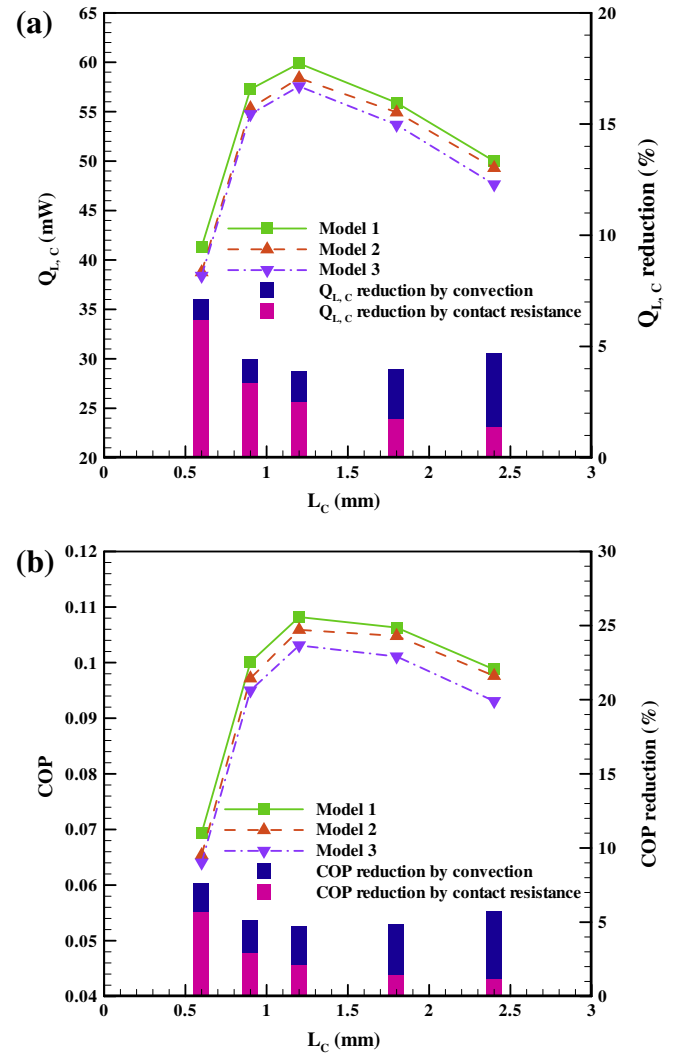 (a)
65
60
55
50
45
40
35
30
25
20
Q_L, C (mW)
20
15
10
5
0
Q_L, C reduction (%)
Model 1
Model 2
Model 3
Q_L, C reduction by convection
Q_L, C reduction by contact resistance
0 0.5 1 1.5 2 2.5 3
L_C (mm)
(b)
0.12
0.11
0.1
0.09
0.08
0.07
0.06
0.05
0.04
COP
30
25
20
15
10
5
0
COP reduction (%)
Model 1
Model 2
Model 3
COP reduction by convection
COP reduction by contact resistance
0 0.5 1 1.5 2 2.5 3
L_C (mm)